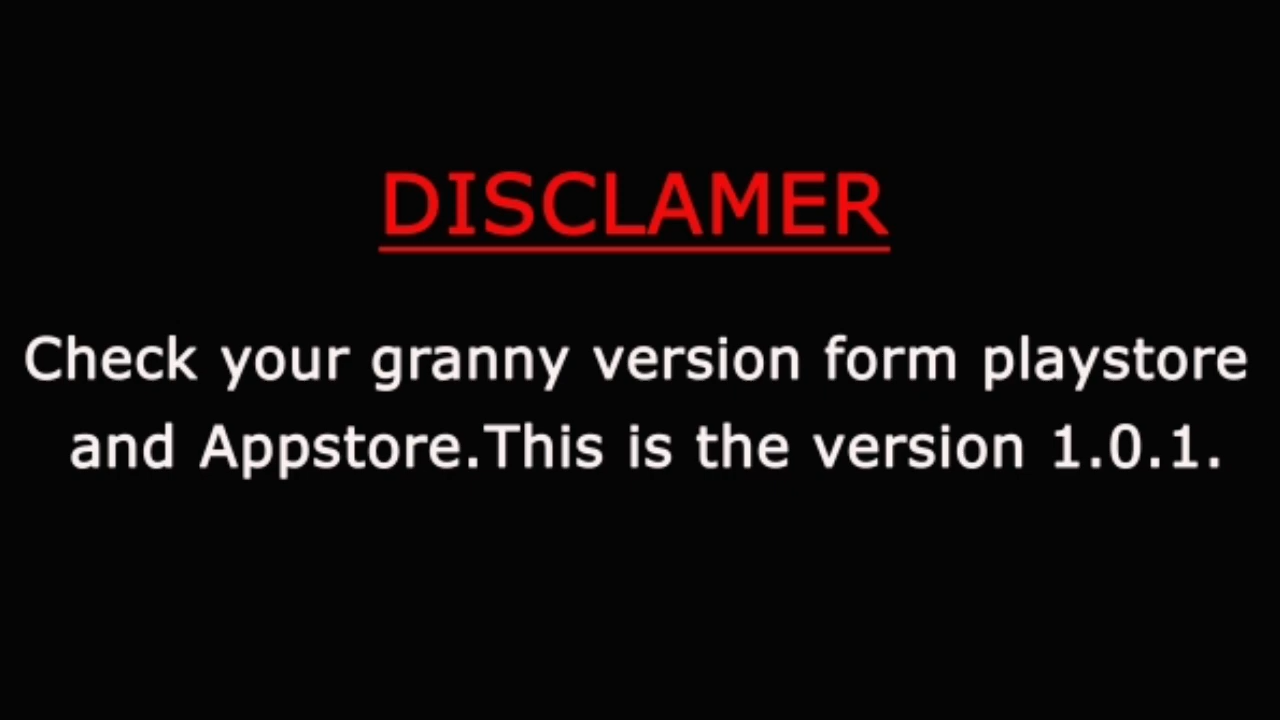 DISCLAMER
Check your granny version form playstore
and Appstore.This is the version 1.0.1.